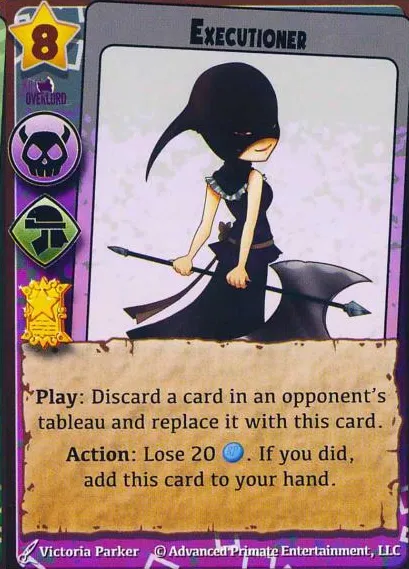 8
EXECUTIONER
OVERLORD
Play: Discard a card in an opponent's
tableau and replace it with this card.
Action: Lose 20 . If you did,
add this card to your hand.
Victoria Parker © Advanced Primate Entertainment, LLC